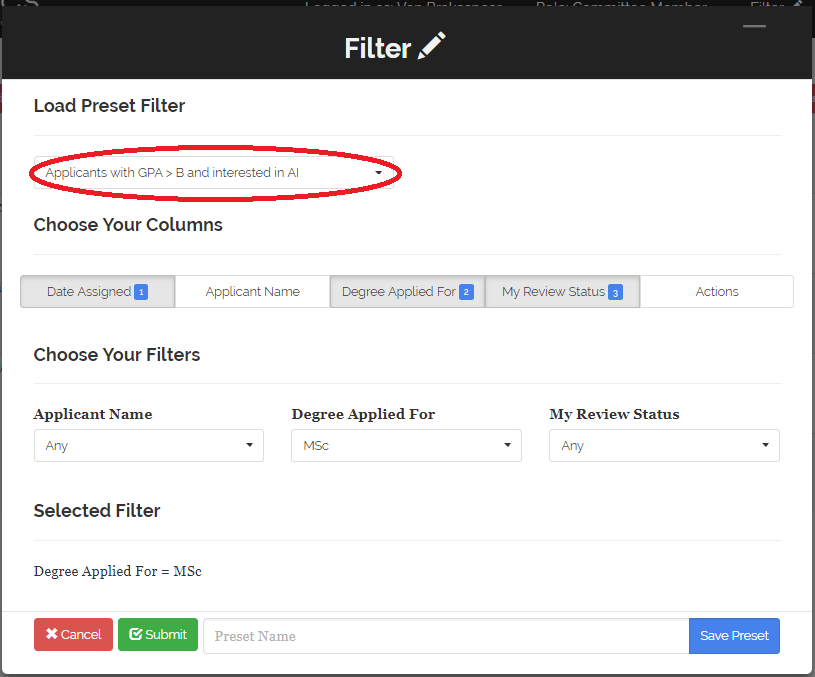 Filter
Load Preset Filter
Applicants with GPA > B and interested in AI
Choose Your Columns
Date Assigned 1 Applicant Name Degree Applied For 2 My Review Status 3 Actions
Choose Your Filters
Applicant Name Degree Applied For My Review Status
Any MSc Any
Selected Filter
Degree Applied For = MSc
Cancel Submit Preset Name Save Preset